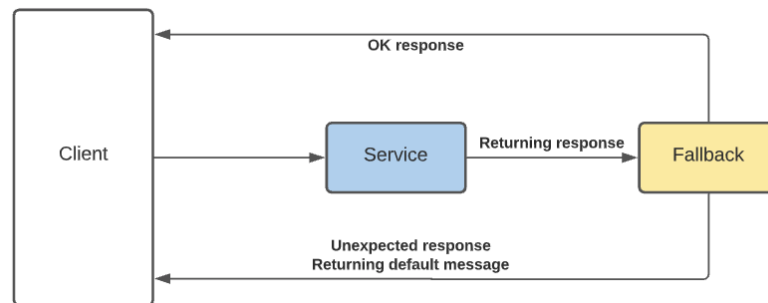 OK response
Client
Service
Returning response
Fallback
Unexpected response
Returning default message